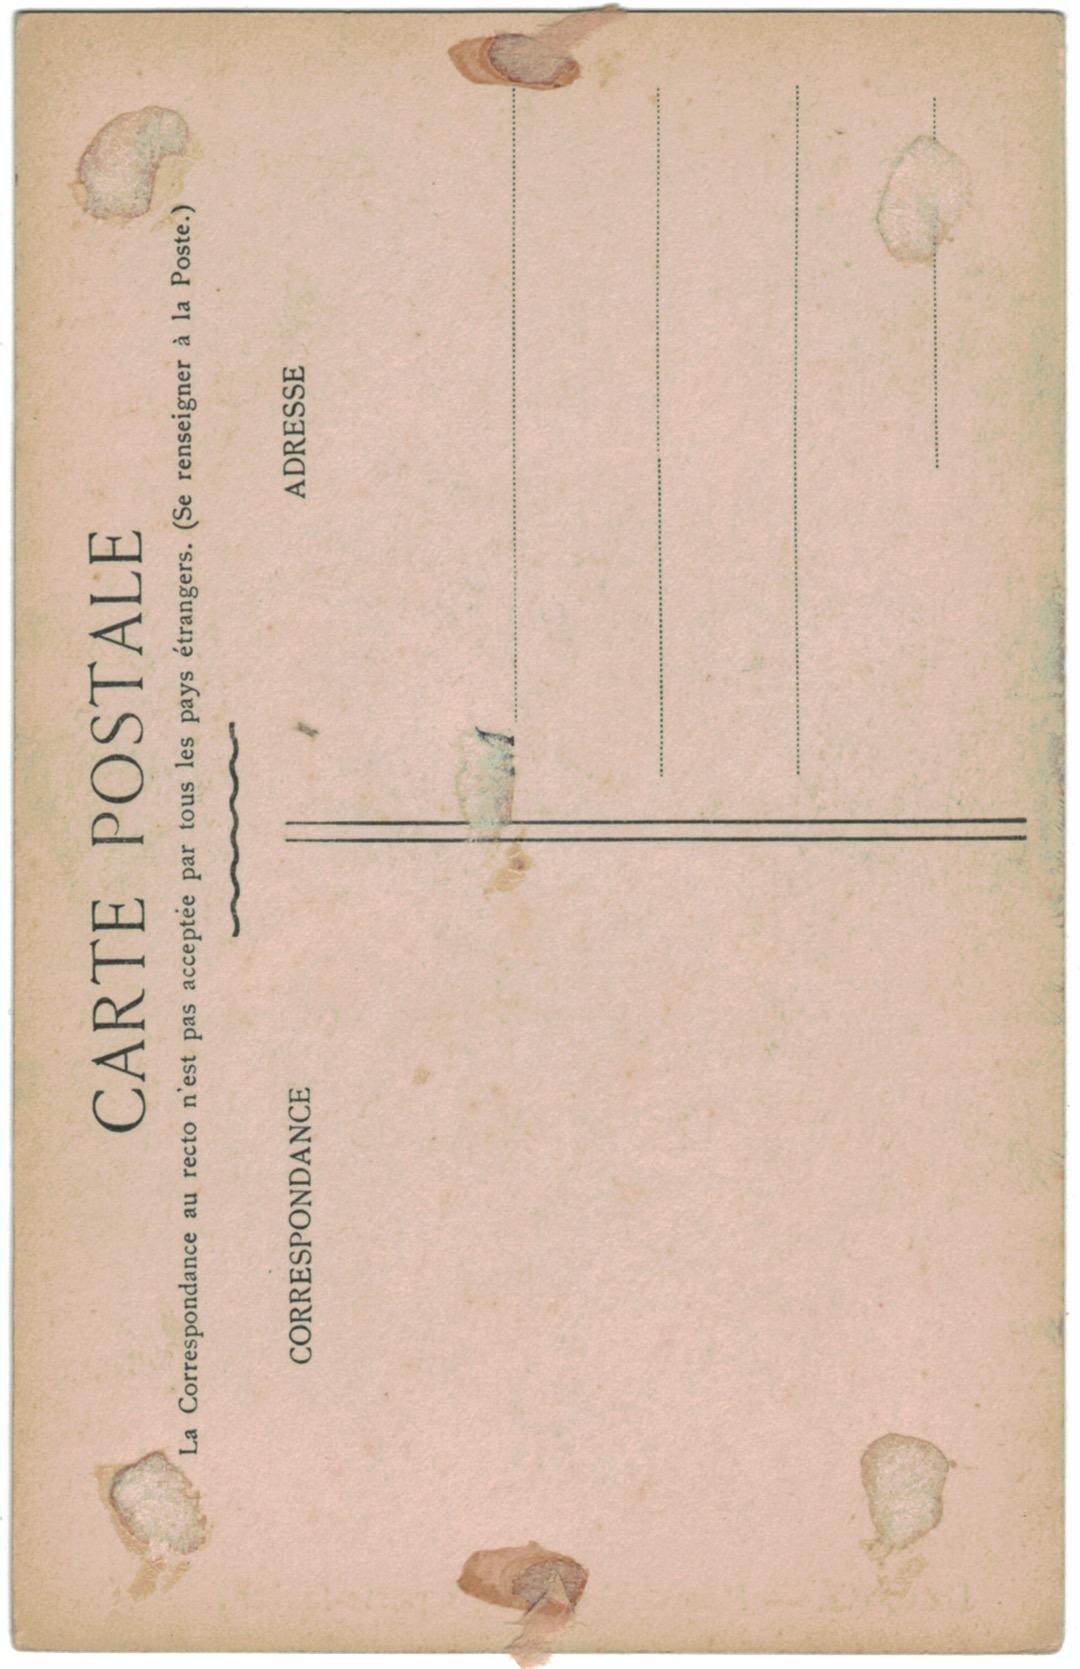 CARTE POSTALE
La Correspondance au recto n'est pas acceptée par tous les pays étrangers. (Se renseigner à la Poste.)
CORRESPONDANCE
ADRESSE